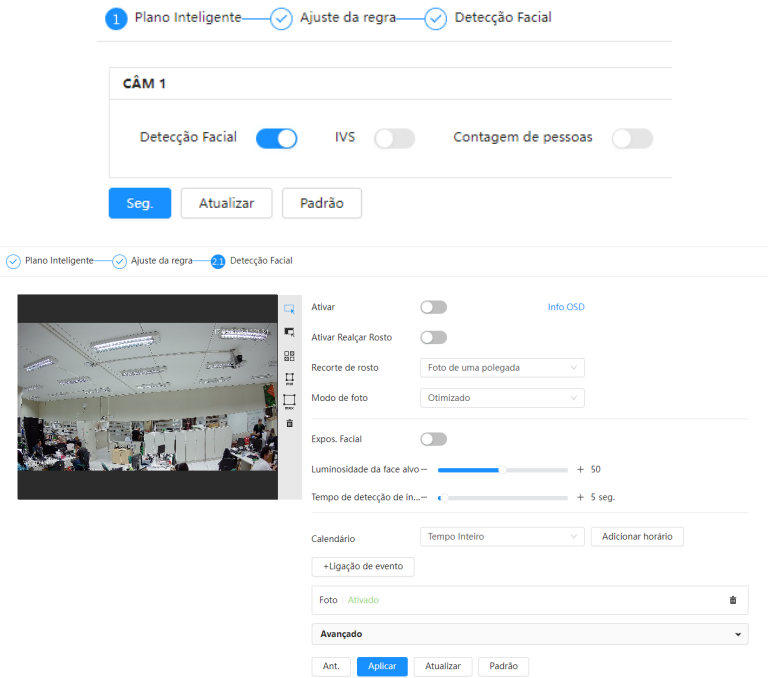 1 Plano Inteligente Ajuste da regra Detecção Facial
CÂM 1
Detecção Facial IVS Contagem de pessoas
Seg. Atualizar Padrão
Plano Inteligente Ajuste da regra 2.1 Detecção Facial
Ativar Info OSD
Ativar Realçar Rosto
min
max
Recorte de rosto Foto de uma polegada
Modo de foto Otimizado
Expos. Facial
Luminosidade da face alvo − + 50
Tempo de detecção de in...− + 5 seg.
Calendário Tempo Inteiro Adicionar horário
+Ligação de evento
Foto Ativado
Avançado
Ant. Aplicar Atualizar Padrão